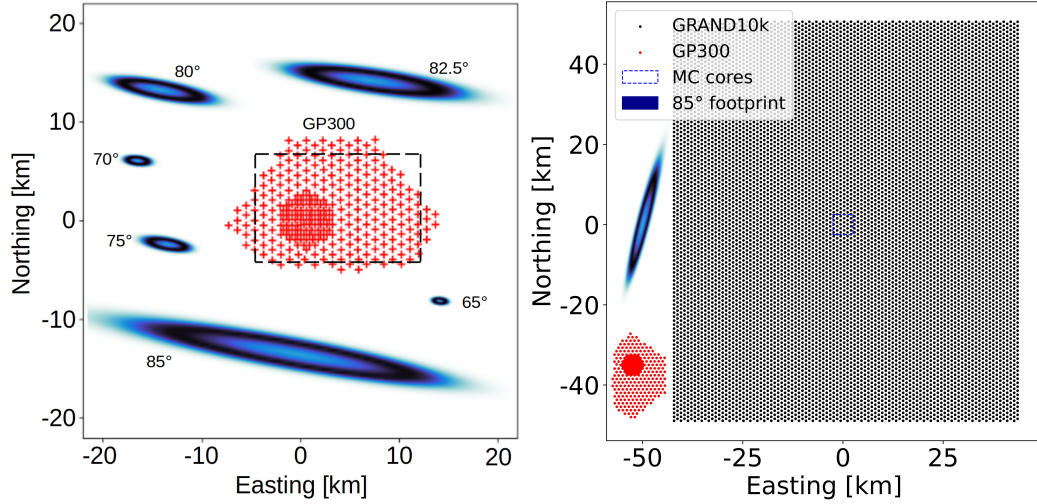 20
10
0
-10
-20
Northing [km]
-20
-10
0
10
20
Easting [km]
80°
82.5°
GP300
70°
75°
65°
85°
40
20
0
-20
-40
Northing [km]
-50
-25
0
25
Easting [km]
GRAND10k
GP300
MC cores
85° footprint